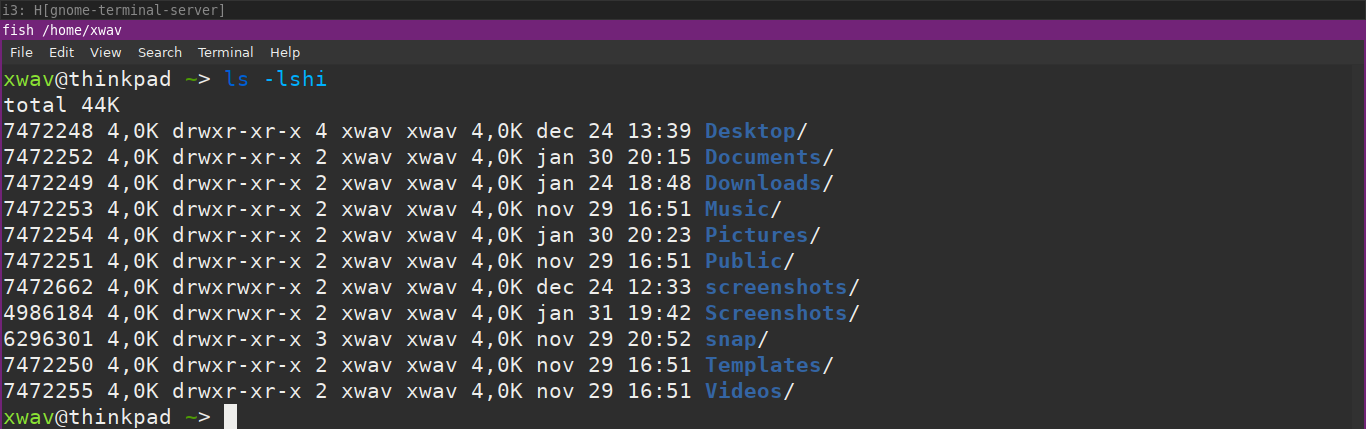 i3: H[gnome-terminal-server]
fish /home/xwav
File Edit View Search Terminal Help
xwav@thinkpad ~> ls -lshi
total 44K
7472248 4,0K drwxr-xr-x 4 xwav xwav 4,0K dec 24 13:39 Desktop/
7472252 4,0K drwxr-xr-x 2 xwav xwav 4,0K jan 30 20:15 Documents/
7472249 4,0K drwxr-xr-x 2 xwav xwav 4,0K jan 24 18:48 Downloads/
7472253 4,0K drwxr-xr-x 2 xwav xwav 4,0K nov 29 16:51 Music/
7472254 4,0K drwxr-xr-x 2 xwav xwav 4,0K jan 30 20:23 Pictures/
7472251 4,0K drwxr-xr-x 2 xwav xwav 4,0K nov 29 16:51 Public/
7472662 4,0K drwxrwxr-x 2 xwav xwav 4,0K dec 24 12:33 screenshots/
4986184 4,0K drwxrwxr-x 2 xwav xwav 4,0K jan 31 19:42 Screenshots/
6296301 4,0K drwxr-xr-x 3 xwav xwav 4,0K nov 29 20:52 snap/
7472250 4,0K drwxr-xr-x 2 xwav xwav 4,0K nov 29 16:51 Templates/
7472255 4,0K drwxr-xr-x 2 xwav xwav 4,0K nov 29 16:51 Videos/
xwav@thinkpad ~>